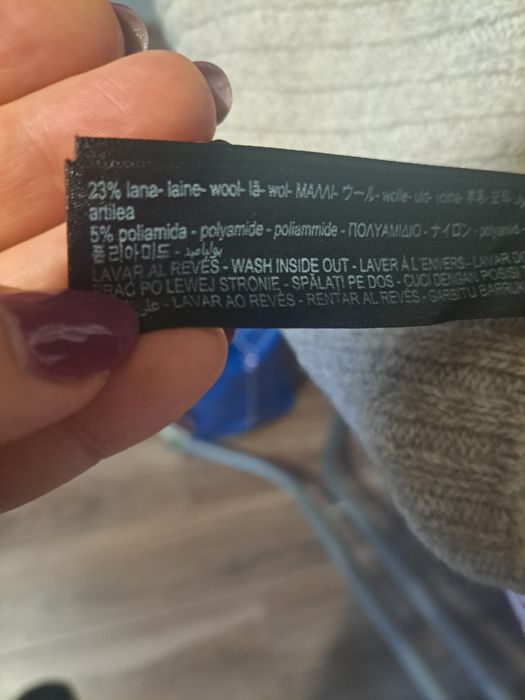 23% lana- laine- wool- lã- wol- ΜΑΛΛΙ- ウール- wolle- uld- volna- 羊毛- 모직-
artilea
5% poliamida - polyamide- poliammide - ΠΟΛΥΑΜΙΔΙΟ - ナイロン - polyamid -
폴리아미드 - بولياميد
LAVAR AL REVÉS - WASH INSIDE OUT - LAVER À L'ENVERS - LAVAR DO
PRAĆ PO LEWEJ STRONIE - SPĂLAȚI PE DOS - CUCI DENGAN POSISI
- LAVAR AO REVÉS - RENTAR AL REVÉS - GARBITU BARRU